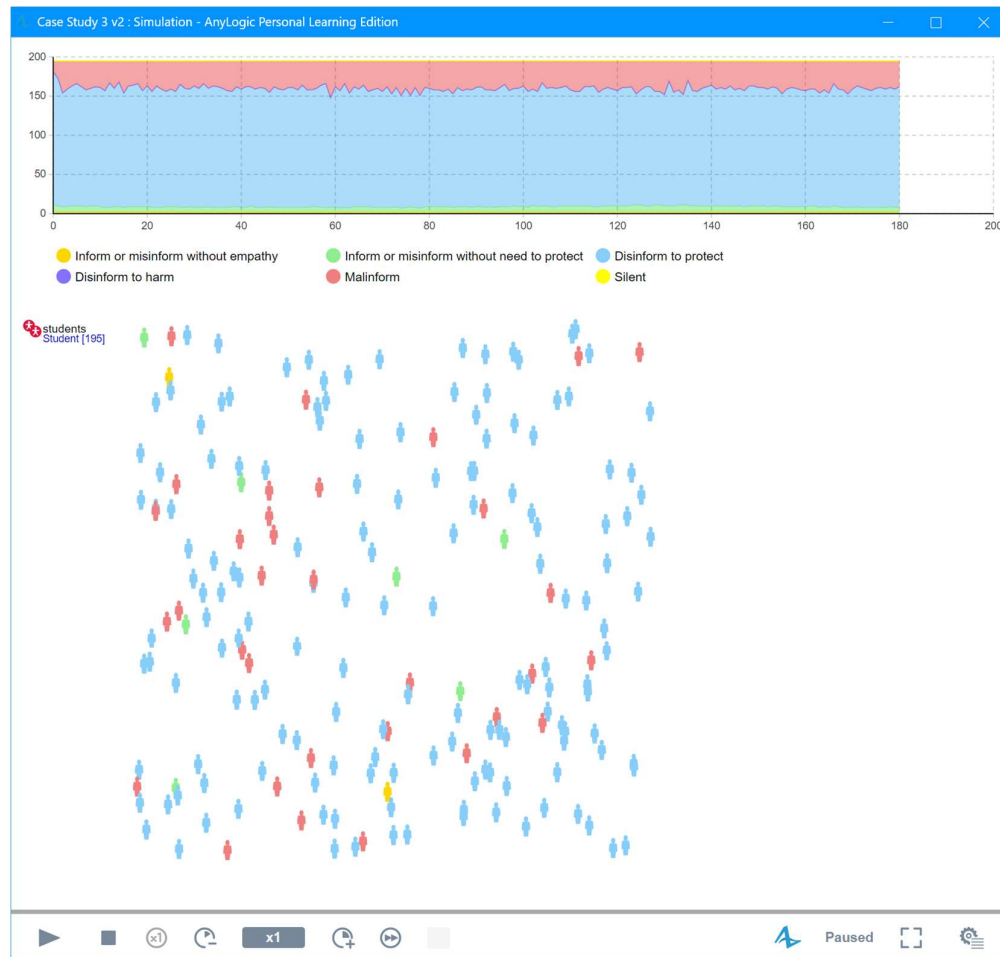 Case Study 3 v2 : Simulation - AnyLogic Personal Learning Edition
200
150
100
50
0
0 20 40 60 80 100 120 140 160 180 200
Inform or misinform without empathy Inform or misinform without need to protect Disinform to protect
Disinform to harm Malinform Silent
students
Student [195]
x1 x1 Paused